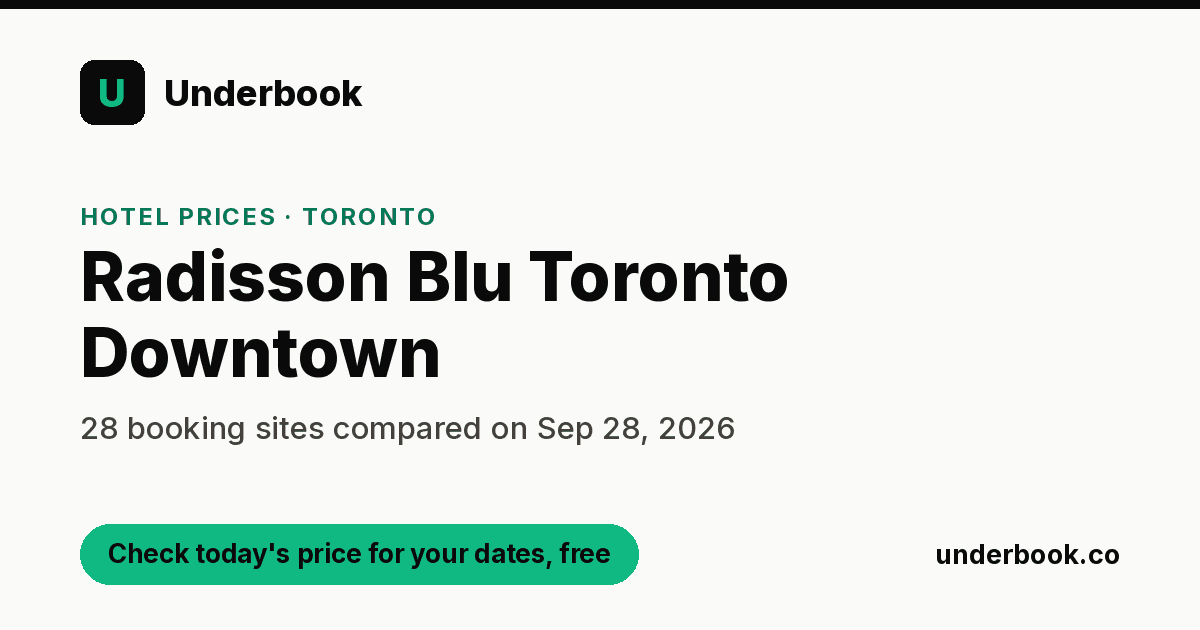 U
Underbook
HOTEL PRICES · TORONTO
Radisson Blu Toronto
Downtown
28 booking sites compared on Sep 28, 2026
Check today's price for your dates, free
underbook.co